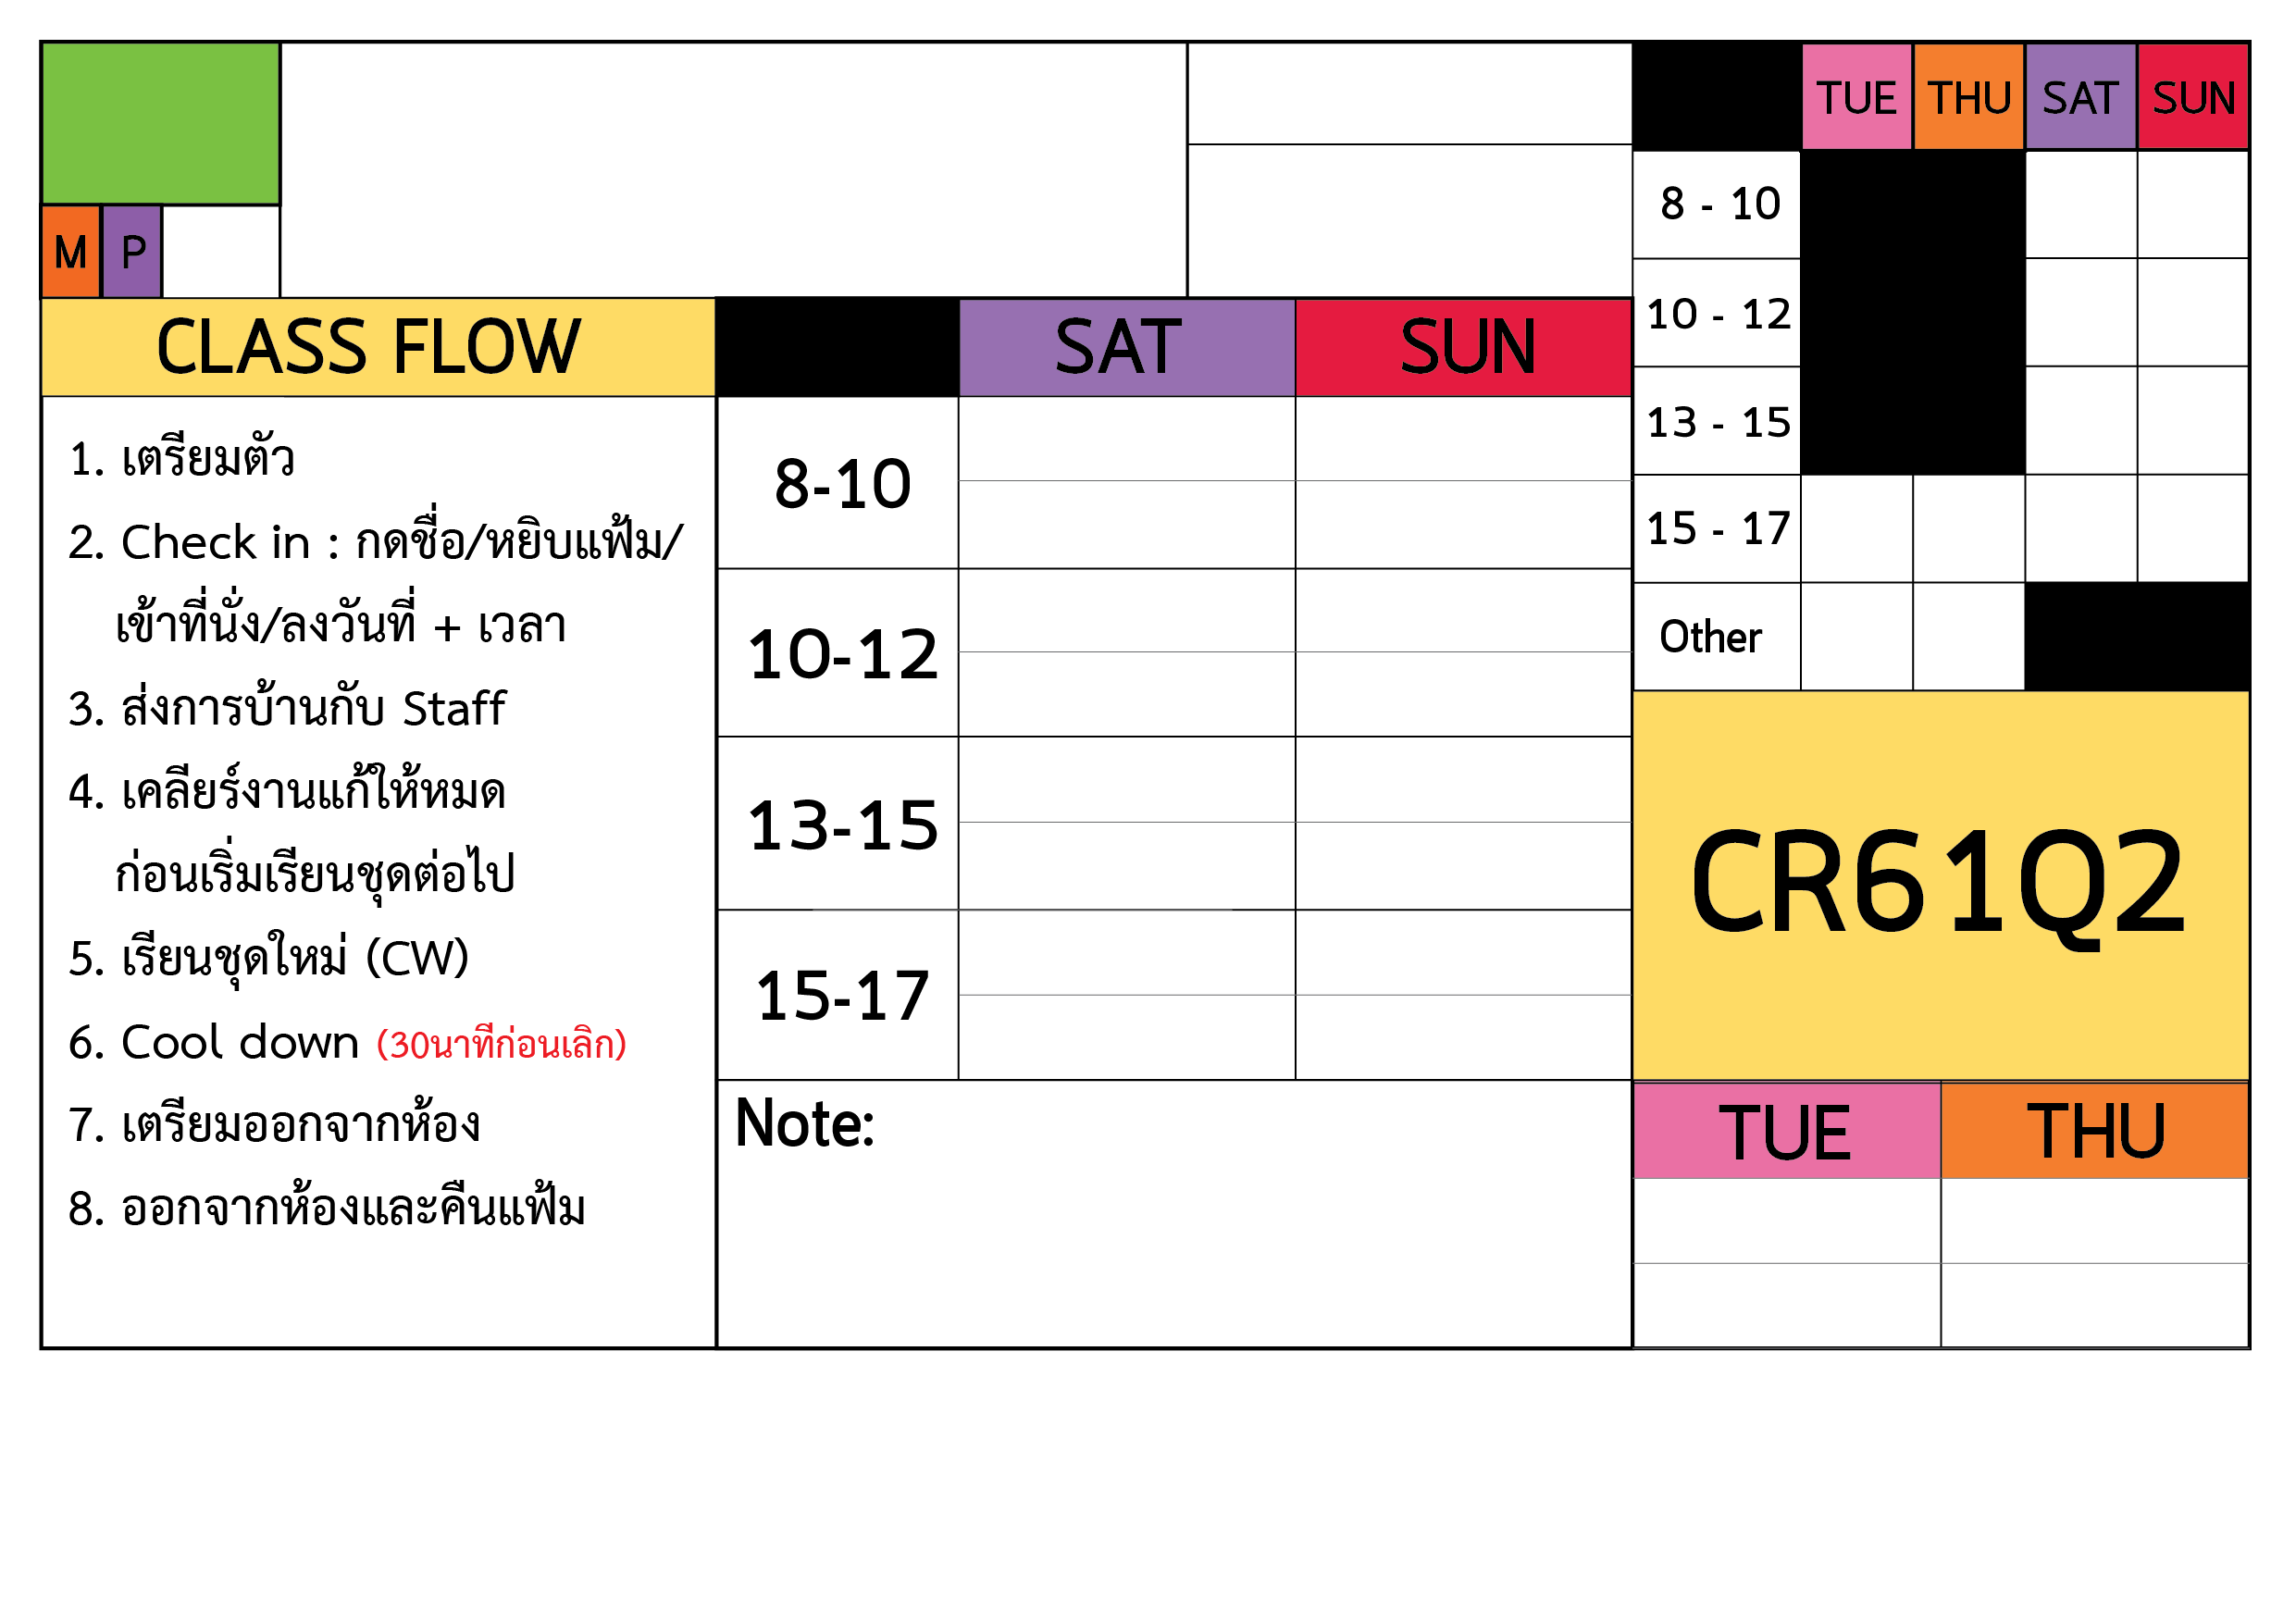 TUE THU SAT SUN
8 - 10
10 - 12
13 - 15
15 - 17
Other
M P
CLASS FLOW
1. เตรียมตัว
2. Check in : กดชื่อ/หยิบแฟ้ม/
เข้าที่นั่ง/ลงวันที่ + เวลา
3. ส่งการบ้านกับ Staff
4. เคลียร์งานแก้ให้หมด
ก่อนเริ่มเรียนชุดต่อไป
5. เรียนชุดใหม่ (CW)
6. Cool down (30นาทีก่อนเลิก)
7. เตรียมออกจากห้อง
8. ออกจากห้องและคืนแฟ้ม
SAT SUN
8-10
10-12
13-15
15-17
Note:
CR61Q2
TUE THU